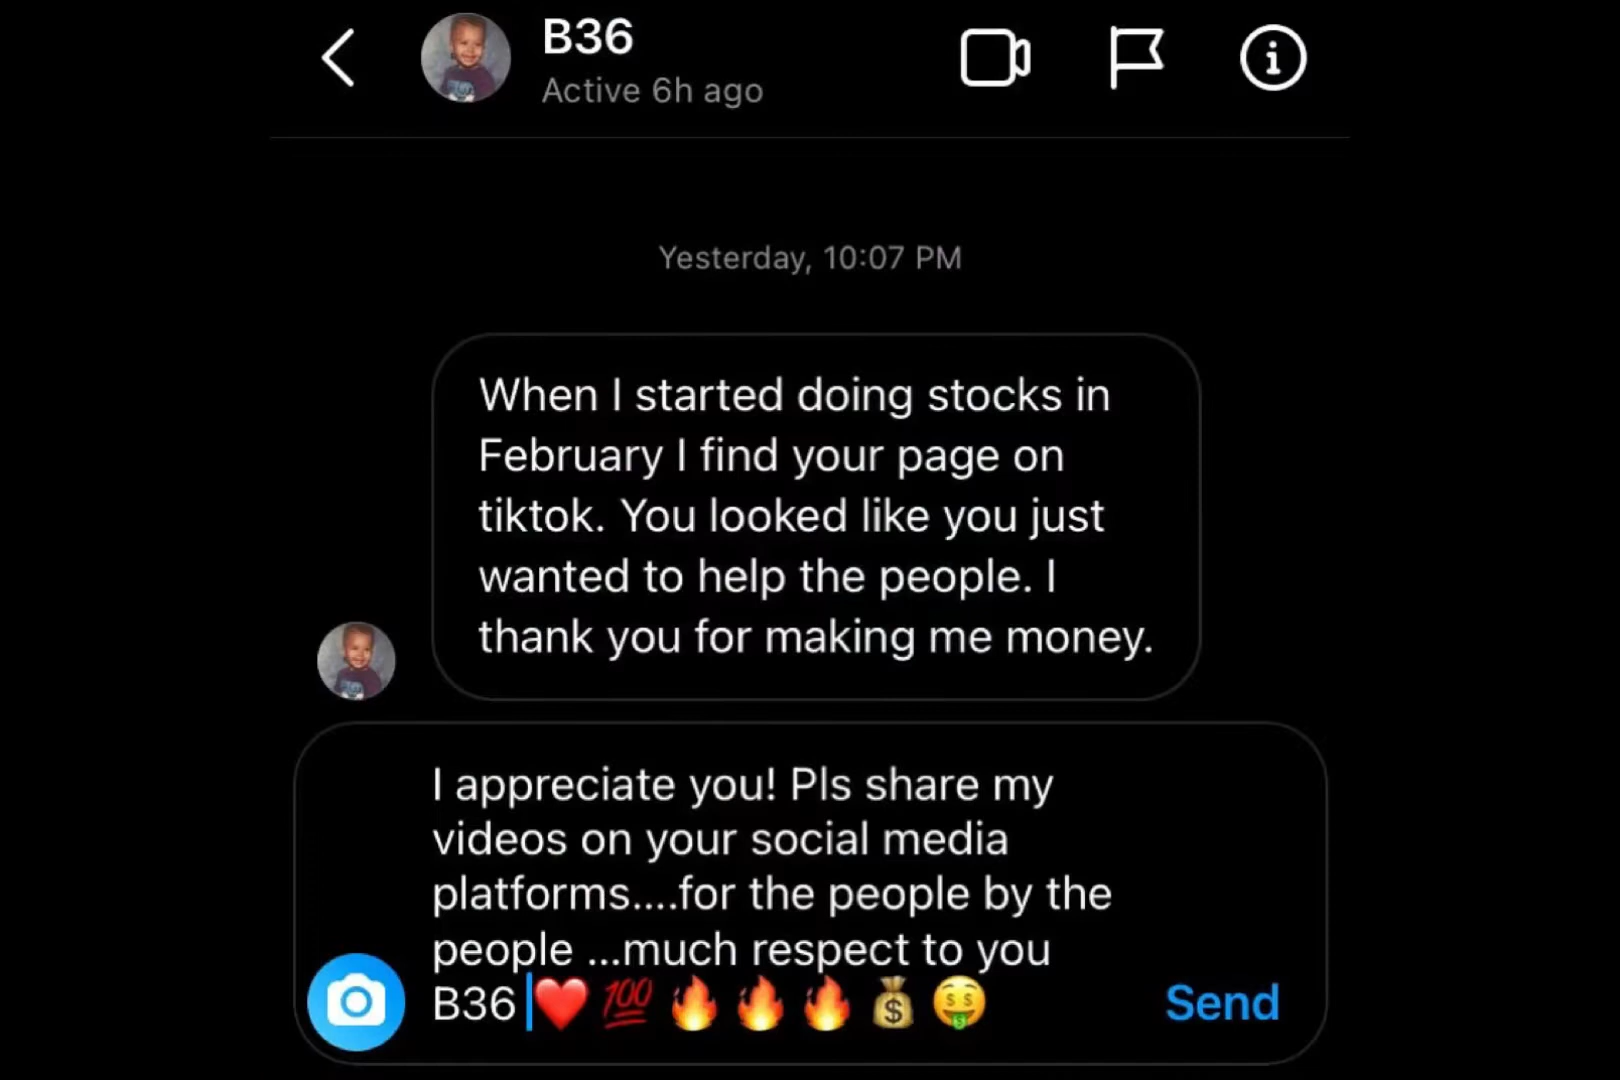 B36
Active 6h ago
Yesterday, 10:07 PM
When I started doing stocks in
February I find your page on
tiktok. You looked like you just
wanted to help the people. I
thank you for making me money.
I appreciate you! Pls share my
videos on your social media
platforms....for the people by the
people ...much respect to you
B36 ❤️💯🔥🔥🔥💰🤑
Send